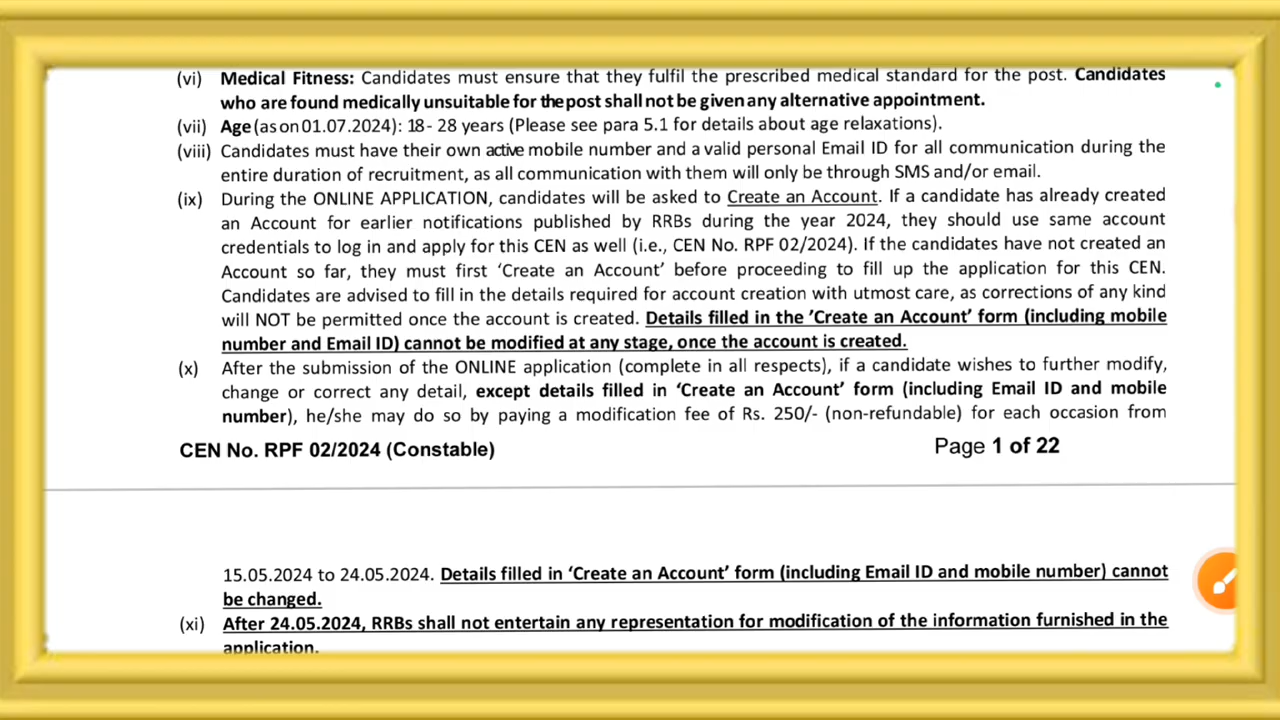 (vi) Medical Fitness: Candidates must ensure that they fulfil the prescribed medical standard for the post. Candidates
who are found medically unsuitable for the post shall not be given any alternative appointment.
(vii) Age (as on 01.07.2024): 18 - 28 years (Please see para 5.1 for details about age relaxations).
(viii) Candidates must have their own active mobile number and a valid personal Email ID for all communication during the
entire duration of recruitment, as all communication with them will only be through SMS and/or email.
(ix) During the ONLINE APPLICATION, candidates will be asked to Create an Account. If a candidate has already created
an Account for earlier notifications published by RRBs during the year 2024, they should use same account
credentials to log in and apply for this CEN as well (i.e., CEN No. RPF 02/2024). If the candidates have not created an
Account so far, they must first ‘Create an Account’ before proceeding to fill up the application for this CEN.
Candidates are advised to fill in the details required for account creation with utmost care, as corrections of any kind
will NOT be permitted once the account is created. Details filled in the ’Create an Account’ form (including mobile
number and Email ID) cannot be modified at any stage, once the account is created.
(x) After the submission of the ONLINE application (complete in all respects), if a candidate wishes to further modify,
change or correct any detail, except details filled in ‘Create an Account’ form (including Email ID and mobile
number), he/she may do so by paying a modification fee of Rs. 250/- (non-refundable) for each occasion from
CEN No. RPF 02/2024 (Constable) Page 1 of 22
15.05.2024 to 24.05.2024. Details filled in ‘Create an Account’ form (including Email ID and mobile number) cannot
be changed.
(xi) After 24.05.2024, RRBs shall not entertain any representation for modification of the information furnished in the
application.